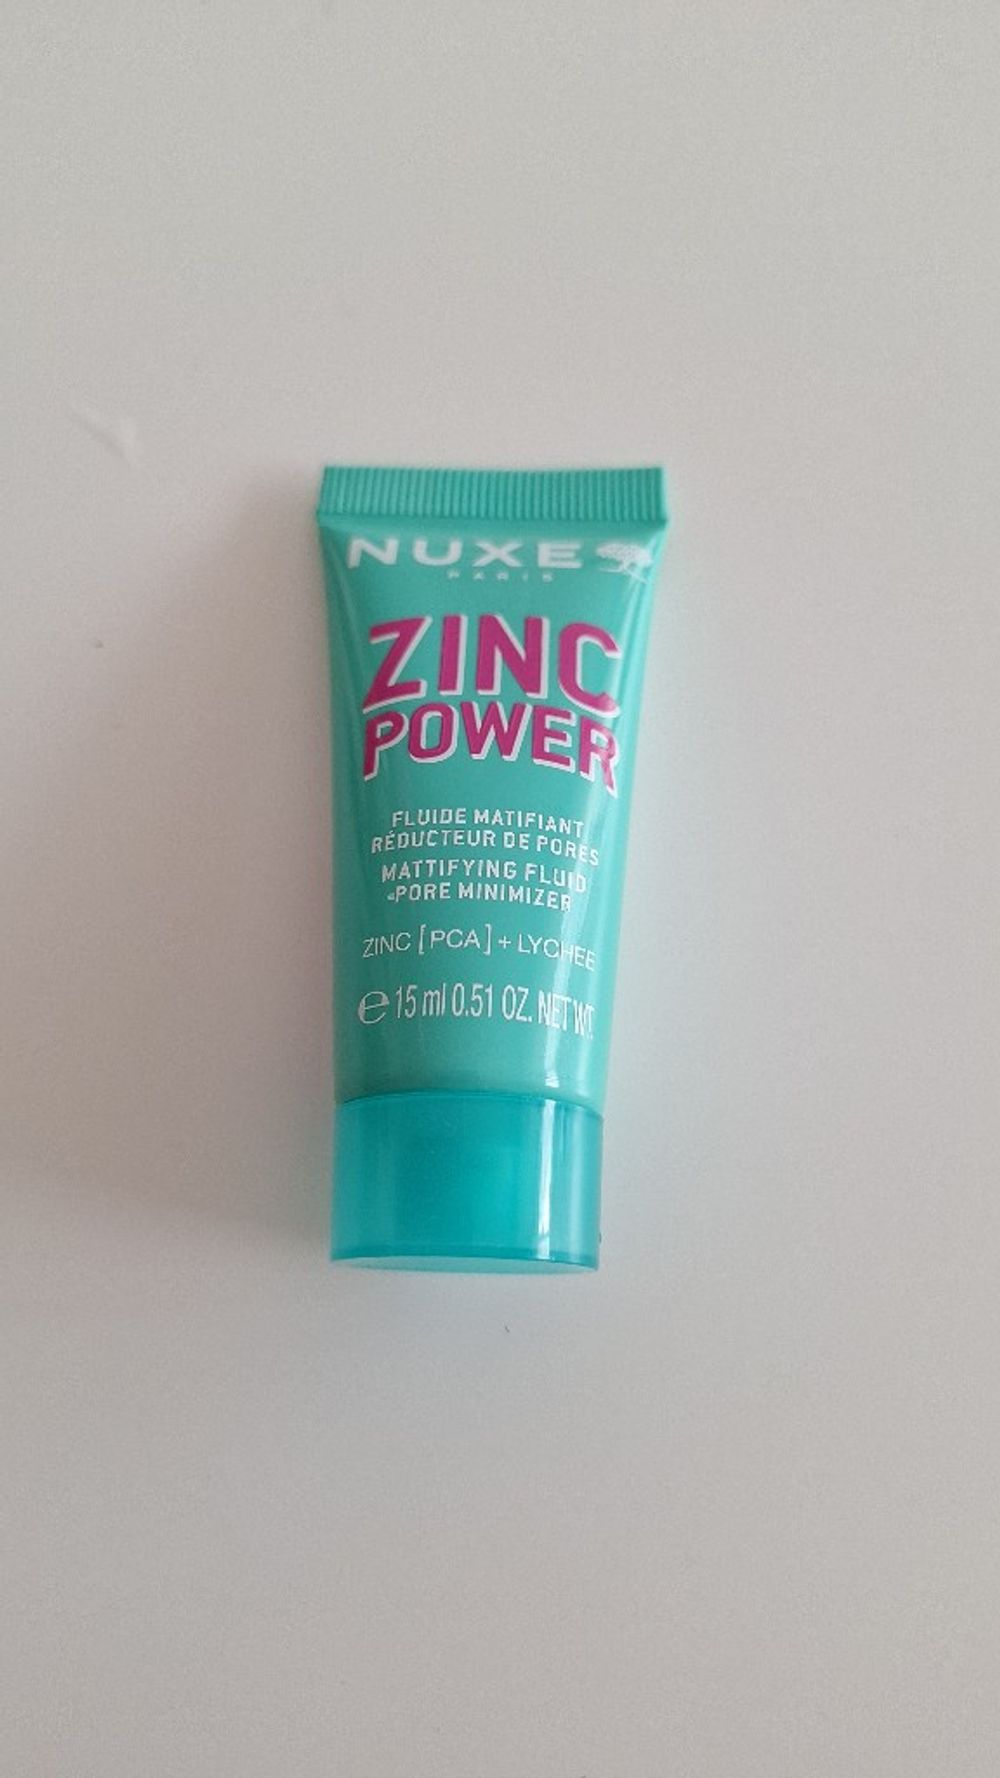 NUXE
PARIS
ZINC
POWER
FLUIDE MATIFIANT
RÉDUCTEUR DE PORES
MATTIFYING FLUID
-PORE MINIMIZER
ZINC [PCA] + LYCHEE
℮ 15 ml 0.51 OZ. NET WT.